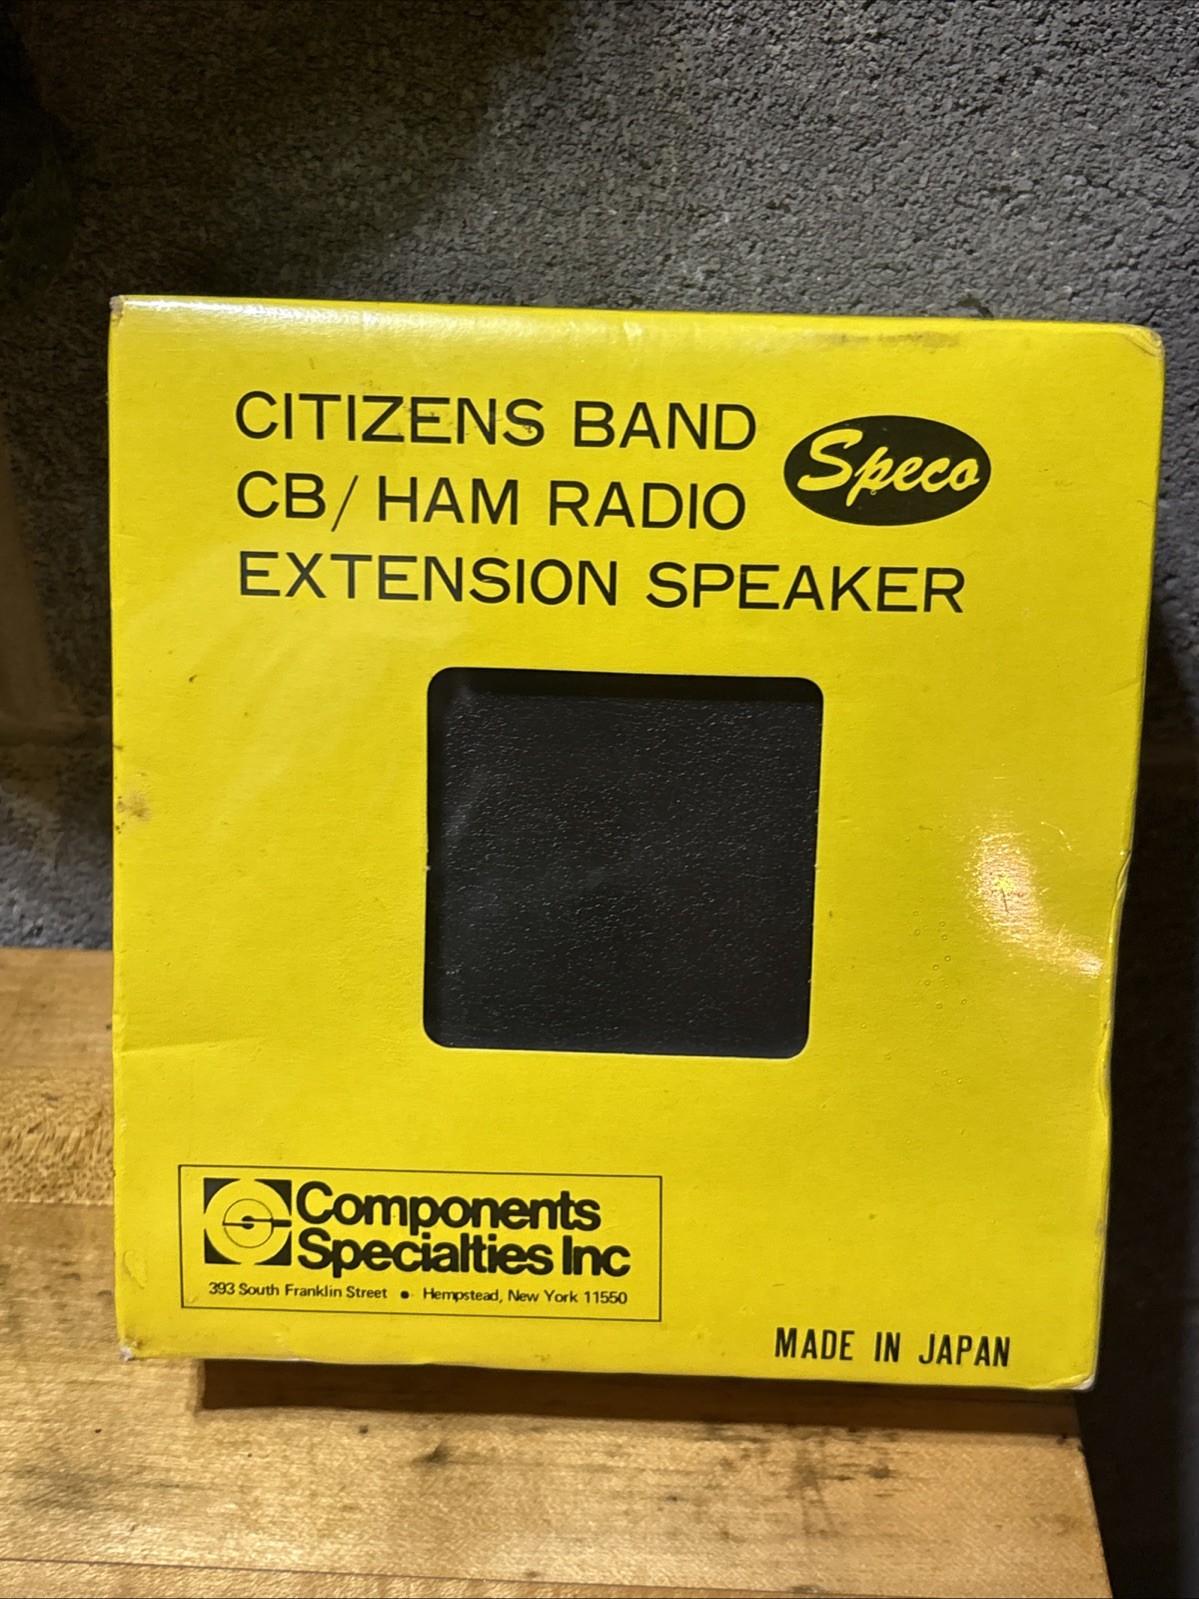 CITIZENS BAND
CB/HAM RADIO
EXTENSION SPEAKER
Speco
Components
Specialties Inc
393 South Franklin Street • Hempstead, New York 11550
MADE IN JAPAN